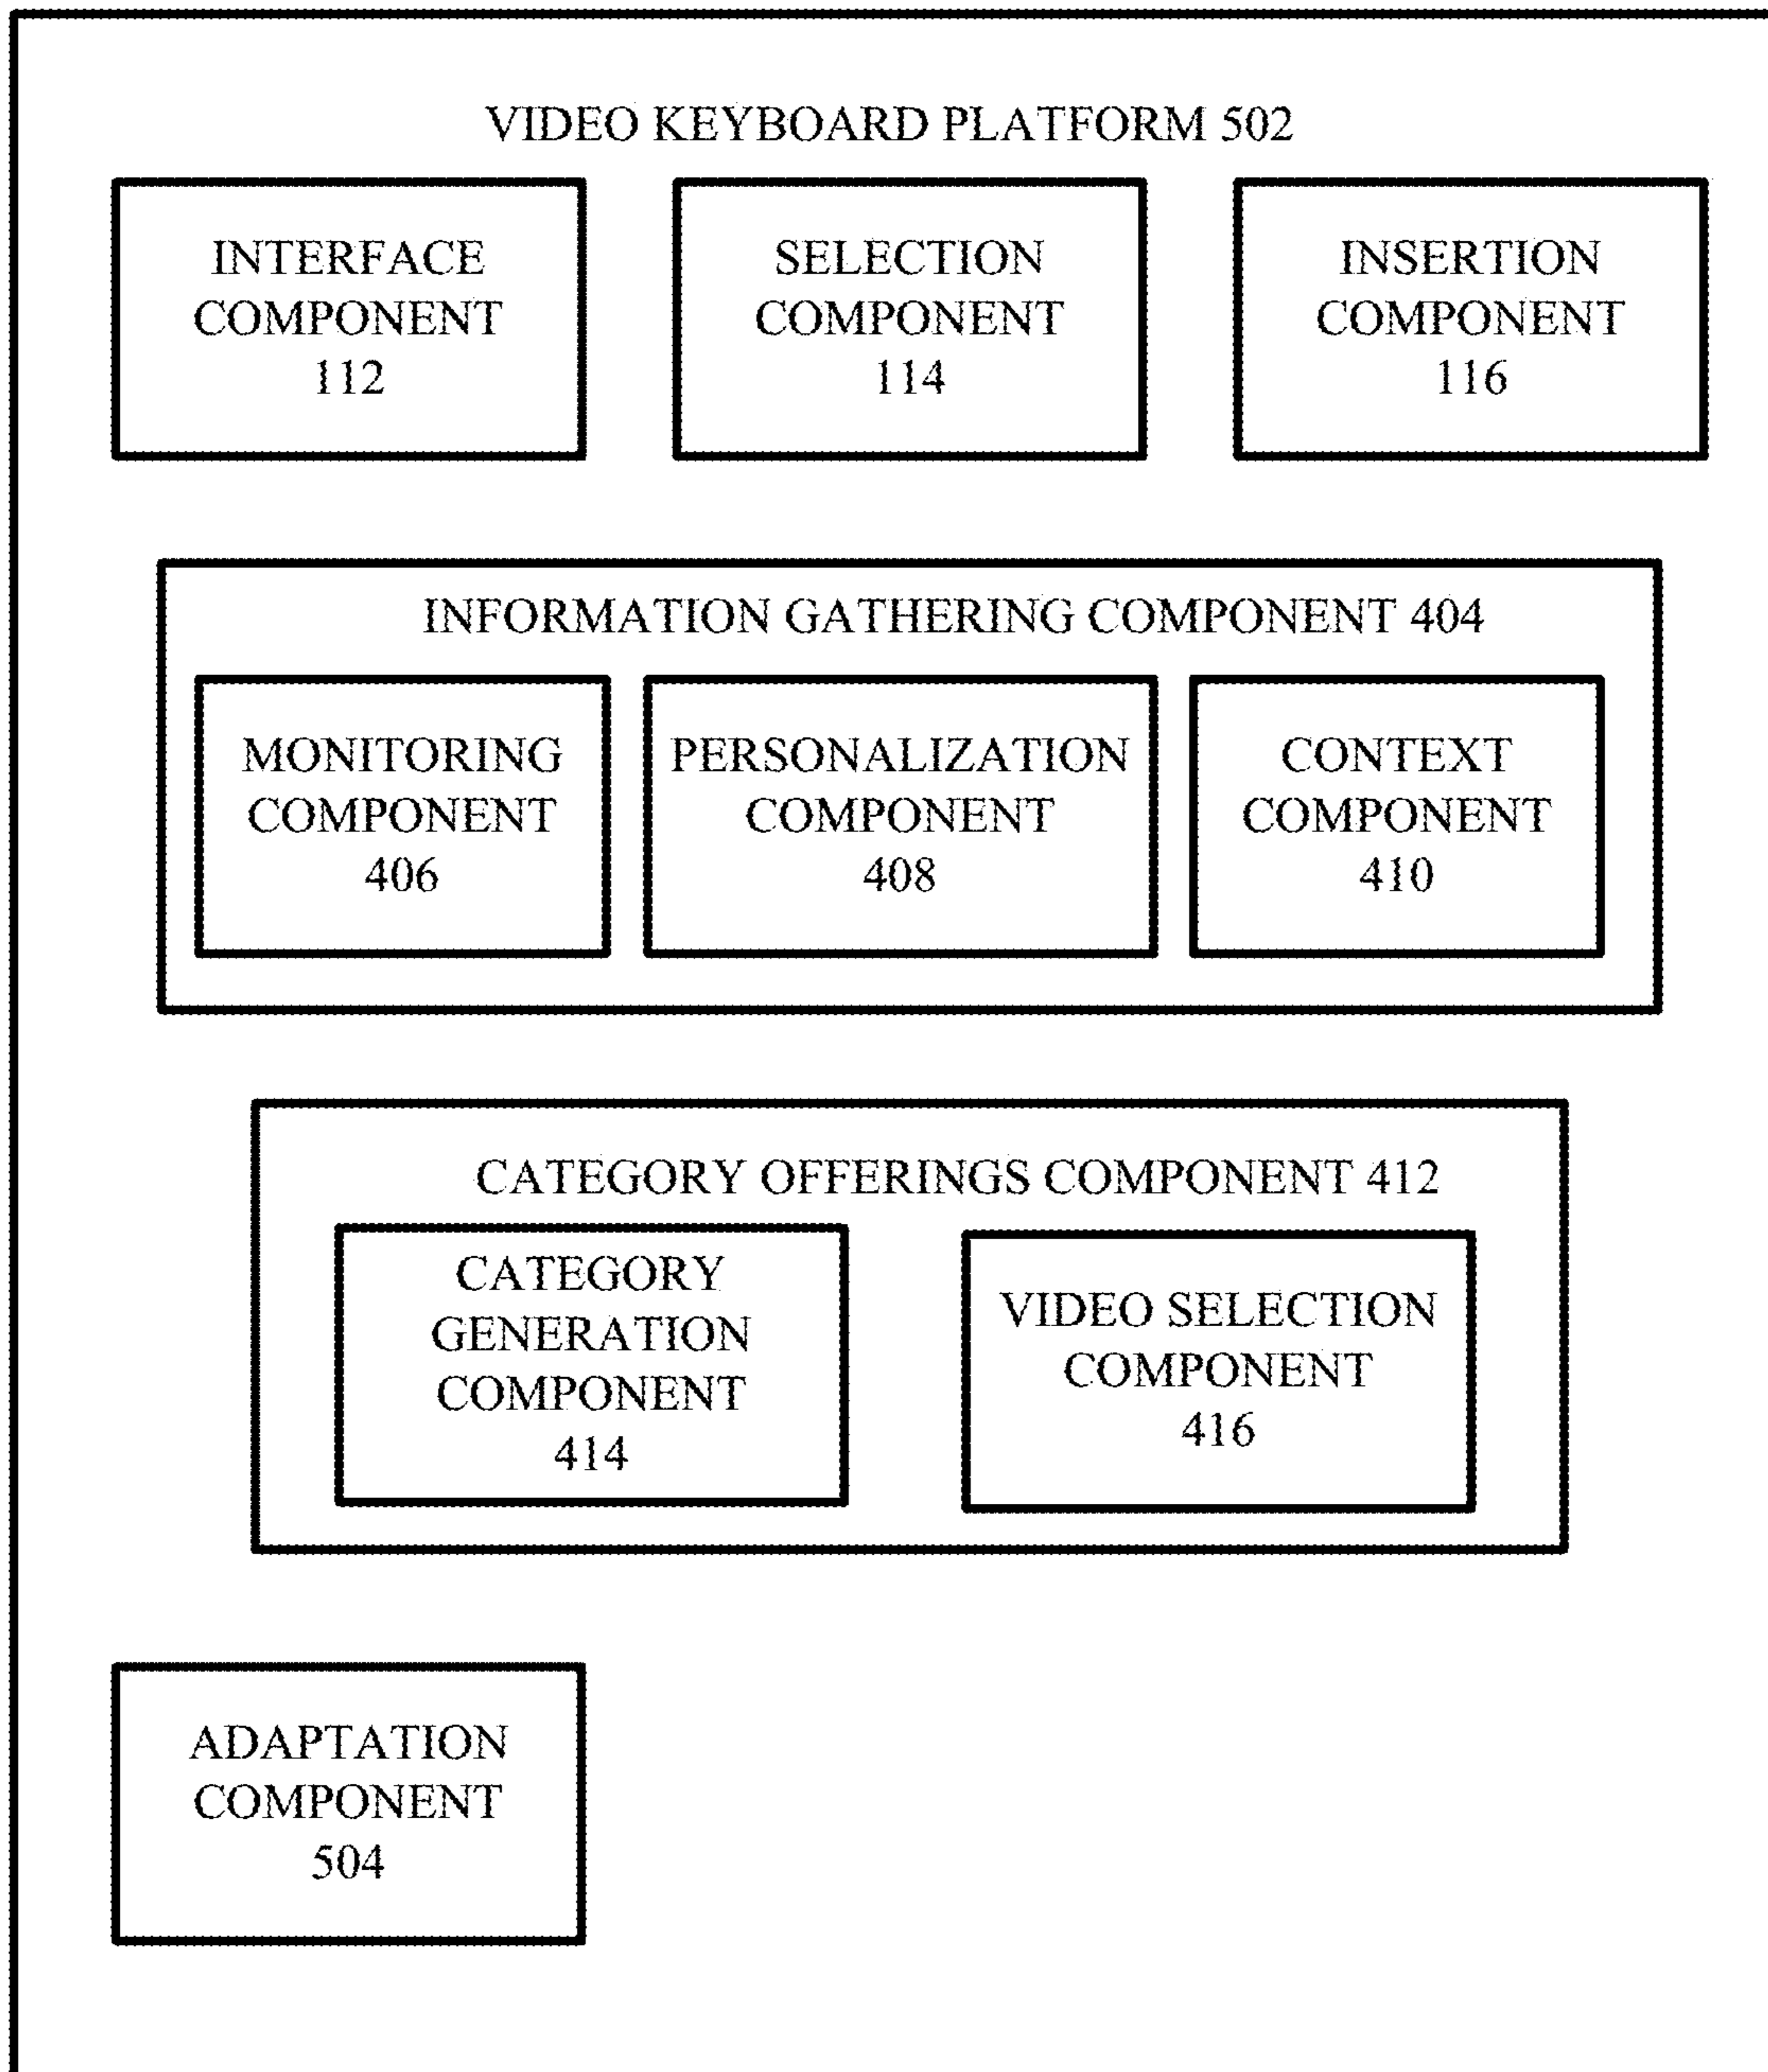 VIDEO KEYBOARD PLATFORM 502
INTERFACE
COMPONENT
112
SELECTION
COMPONENT
114
INSERTION
COMPONENT
116
INFORMATION GATHERING COMPONENT 404
MONITORING
COMPONENT
406
PERSONALIZATION
COMPONENT
408
CONTEXT
COMPONENT
410
CATEGORY OFFERINGS COMPONENT 412
CATEGORY
GENERATION
COMPONENT
414
VIDEO SELECTION
COMPONENT
416
ADAPTATION
COMPONENT
504